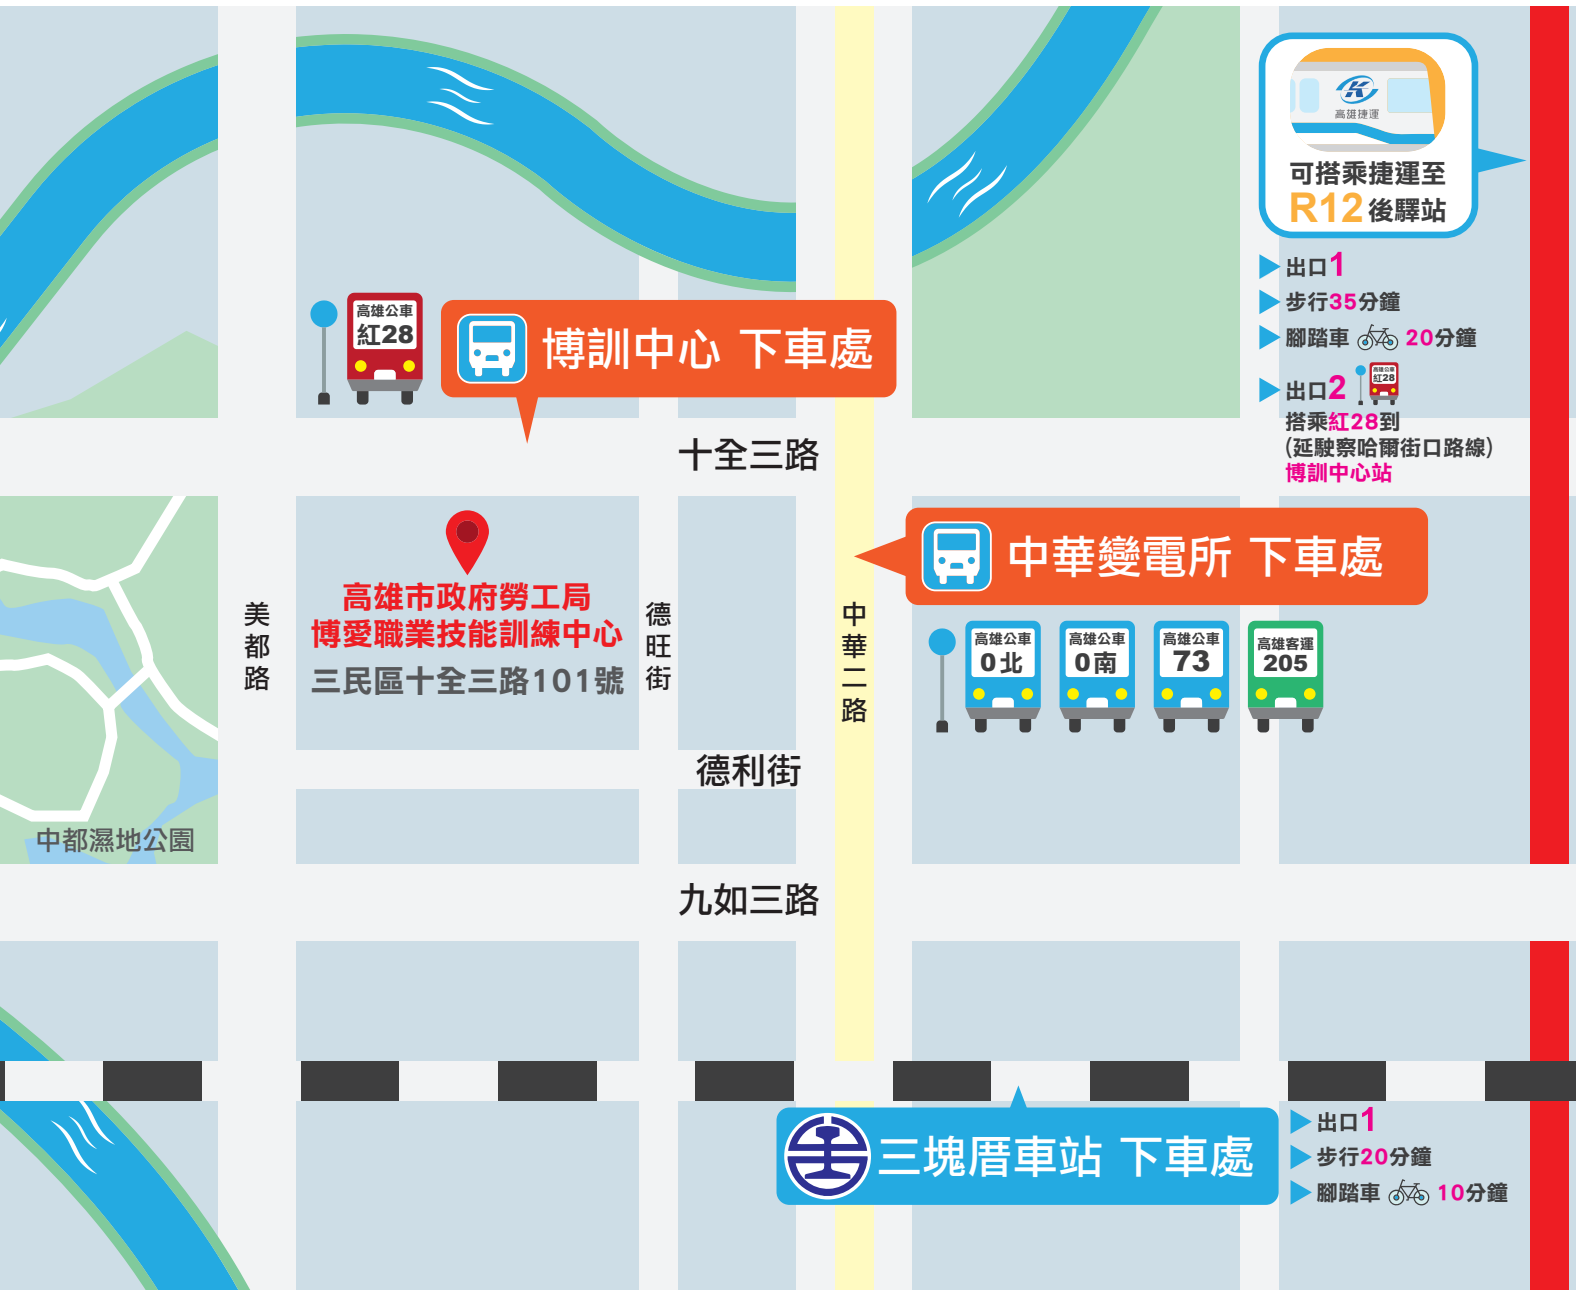 高雄捷運
可搭乘捷運至
R12後驛站
出口1
步行35分鐘
腳踏車 20分鐘
出口2
高雄公車
紅28
搭乘紅28到
(延駛察哈爾街口路線)
博訓中心站
高雄公車
紅28
博訓中心 下車處
十全三路
中華變電所 下車處
高雄公車
0北
高雄公車
0南
高雄公車
73
高雄客運
205
高雄市政府勞工局
博愛職業技能訓練中心
三民區十全三路101號
美都路
德旺街
中華二路
德利街
中都濕地公園
九如三路
三塊厝車站 下車處
出口1
步行20分鐘
腳踏車 10分鐘